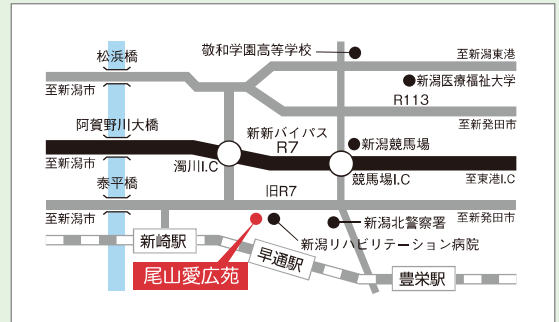 敬和学園高等学校
松浜橋
至新潟東港
至新潟市
新潟医療福祉大学
R113
阿賀野川大橋
新新バイパス
R7
至新発田市
新潟競馬場
至新潟市
濁川I.C
競馬場I.C
至東港I.C
泰平橋
旧R7
至新潟市
新潟北警察署
至新発田市
新崎駅
新潟リハビリテーション病院
早通駅
尾山愛広苑
豊栄駅